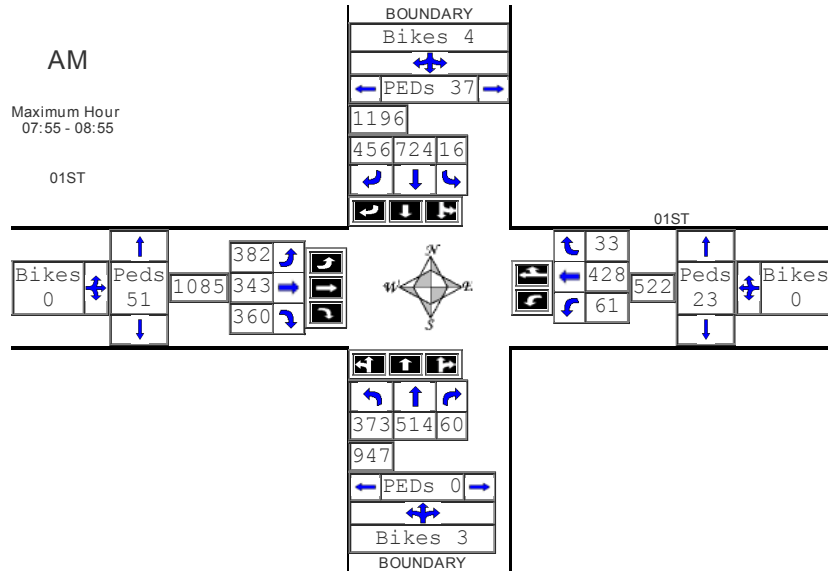 BOUNDARY
Bikes 4
AM
PEDs 37
Maximum Hour
07:55 - 08:55
1196
456 724 16
01ST
01ST
N
W E
S
382
343
360
1085
Bikes
0
Peds
51
33
428
61
522
Peds
23
Bikes
0
373 514 60
947
PEDs 0
Bikes 3
BOUNDARY